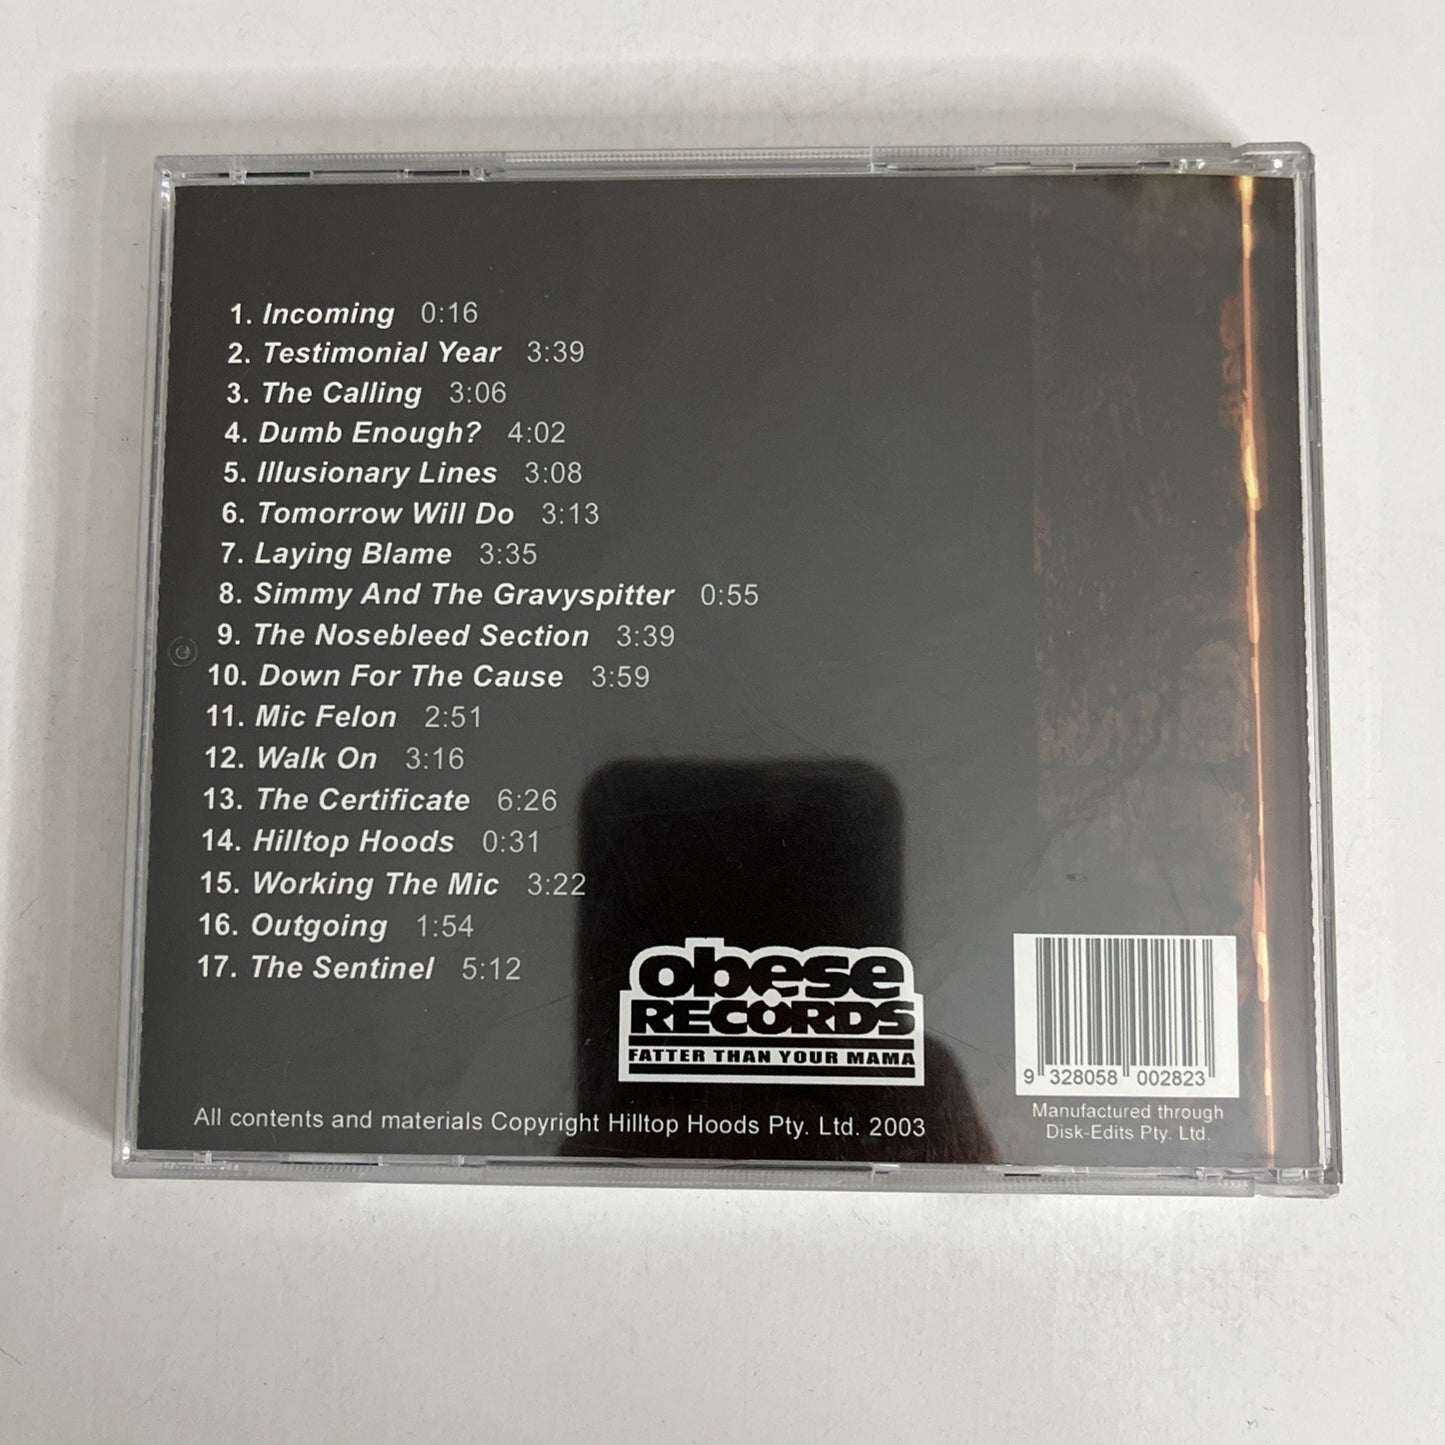 1. Incoming 0:16
2. Testimonial Year 3:39
3. The Calling 3:06
4. Dumb Enough? 4:02
5. Illusionary Lines 3:08
6. Tomorrow Will Do 3:13
7. Laying Blame 3:35
8. Simmy And The Gravyspitter 0:55
9. The Nosebleed Section 3:39
10. Down For The Cause 3:59
11. Mic Felon 2:51
12. Walk On 3:16
13. The Certificate 6:26
14. Hilltop Hoods 0:31
15. Working The Mic 3:22
16. Outgoing 1:54
17. The Sentinel 5:12
obese
RECORDS
FATTER THAN YOUR MAMA
9 328058 002823
Manufactured through
Disk-Edits Pty. Ltd.
All contents and materials Copyright Hilltop Hoods Pty. Ltd. 2003